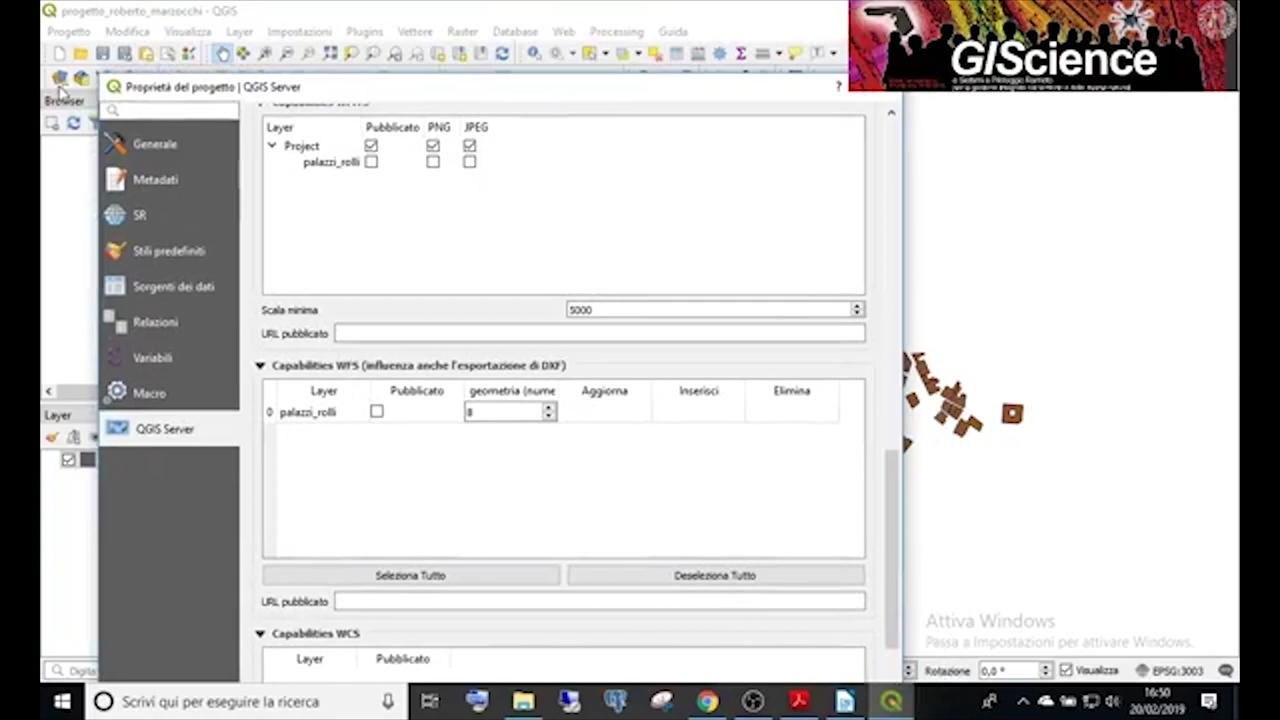 progetto_roberto_marzocchi - QGIS
Progetto Modifica Visualizza Layer Impostazioni Plugins Vettore Raster Database Web Processing Guida
GIScience
Proprietà del progetto | QGIS Server ?
Browser
Generale
Metadati
SR
Stili predefiniti
Sorgenti dei dati
Relazioni
Variabili
Macro
QGIS Server
Layer
Layer Pubblicato PNG JPEG
Project
palazzi_rolli
Scala minima 5000
URL pubblicato
Capabilities WFS (influenza anche l'esportazione di DXF)
Layer Pubblicato geometria (nume Aggiorna Inserisci Elimina
0 palazzi_rolli 8
Seleziona Tutto Deseleziona Tutto
URL pubblicato
Capabilities WCS
Layer Pubblicato
Attiva Windows
Passa a Impostazioni per attivare Windows.
Digita
Rotazione 0,0 ° Visualizza EPSG:3003
Scrivi qui per eseguire la ricerca
16:50
20/02/2019